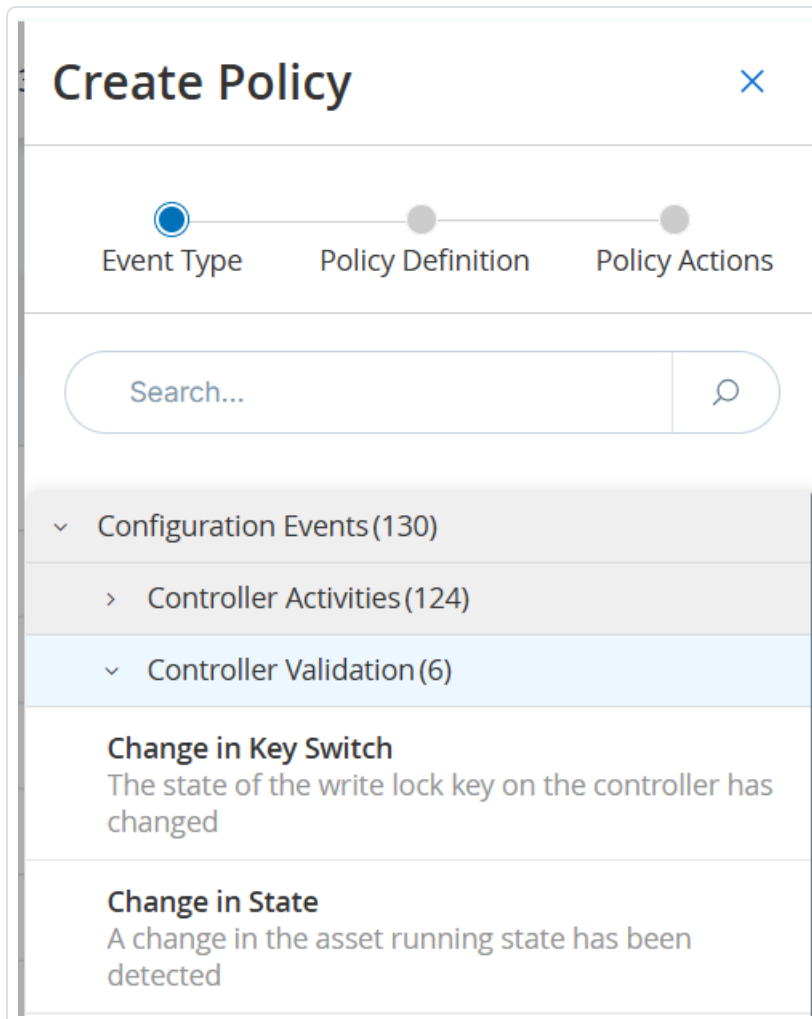 Create Policy
Event Type Policy Definition Policy Actions
Search...
Configuration Events (130)
Controller Activities (124)
Controller Validation (6)
Change in Key Switch
The state of the write lock key on the controller has
changed
Change in State
A change in the asset running state has been
detected